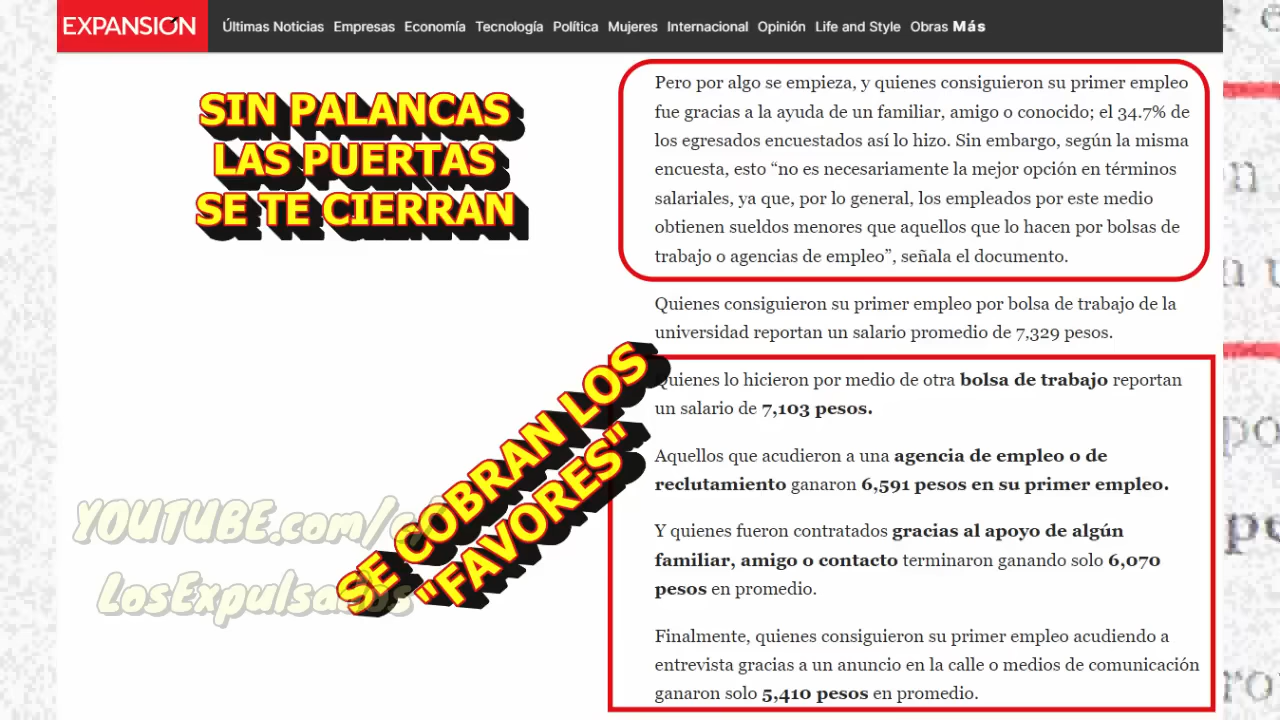 EXPANSIÓN
Últimas Noticias Empresas Economía Tecnología Política Mujeres Internacional Opinión Life and Style Obras Más
SIN PALANCAS
LAS PUERTAS
SE TE CIERRAN
Pero por algo se empieza, y quienes consiguieron su primer empleo
fue gracias a la ayuda de un familiar, amigo o conocido; el 34.7% de
los egresados encuestados así lo hizo. Sin embargo, según la misma
encuesta, esto “no es necesariamente la mejor opción en términos
salariales, ya que, por lo general, los empleados por este medio
obtienen sueldos menores que aquellos que lo hacen por bolsas de
trabajo o agencias de empleo”, señala el documento.
Quienes consiguieron su primer empleo por bolsa de trabajo de la
universidad reportan un salario promedio de 7,329 pesos.
Quienes lo hicieron por medio de otra bolsa de trabajo reportan
un salario de 7,103 pesos.
Aquellos que acudieron a una agencia de empleo o de
reclutamiento ganaron 6,591 pesos en su primer empleo.
Y quienes fueron contratados gracias al apoyo de algún
familiar, amigo o contacto terminaron ganando solo 6,070
pesos en promedio.
Finalmente, quienes consiguieron su primer empleo acudiendo a
entrevista gracias a un anuncio en la calle o medios de comunicación
ganaron solo 5,410 pesos en promedio.
SE COBRAN LOS
"FAVORES"
YOUTUBE.com/c/
LosExpulsados